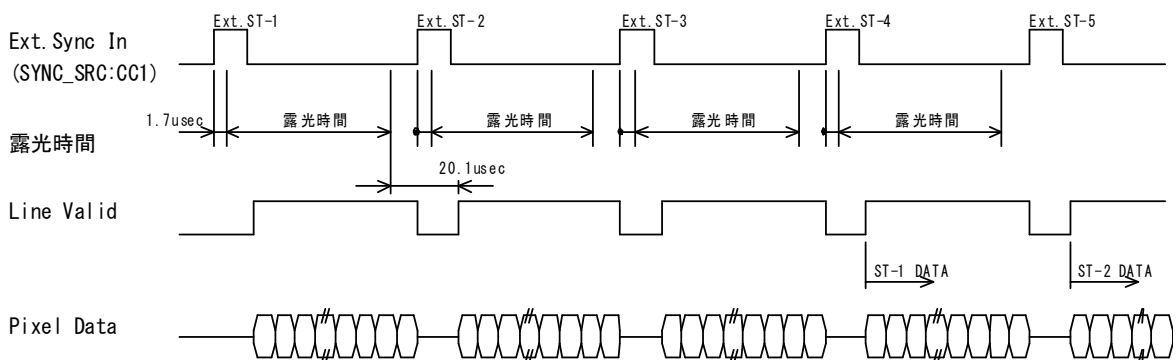 Ext.ST-1 Ext.ST-2 Ext.ST-3 Ext.ST-4 Ext.ST-5
Ext.Sync In
(SYNC_SRC:CC1)
1.7usec 露光時間 露光時間 露光時間 露光時間
露光時間
20.1usec
Line Valid
ST-1 DATA ST-2 DATA
Pixel Data